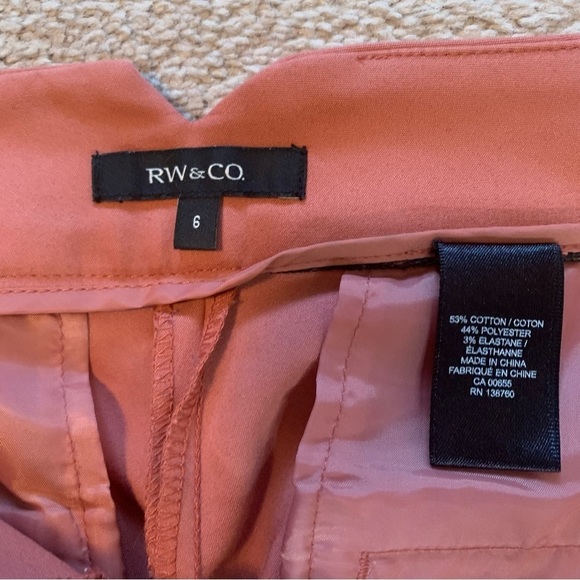 RW&CO.
6
53% COTTON / COTON
44% POLYESTER
3% ELASTANE /
ÉLASTHANNE
MADE IN CHINA
FABRIQUÉ EN CHINE
CA 00655
RN 138760